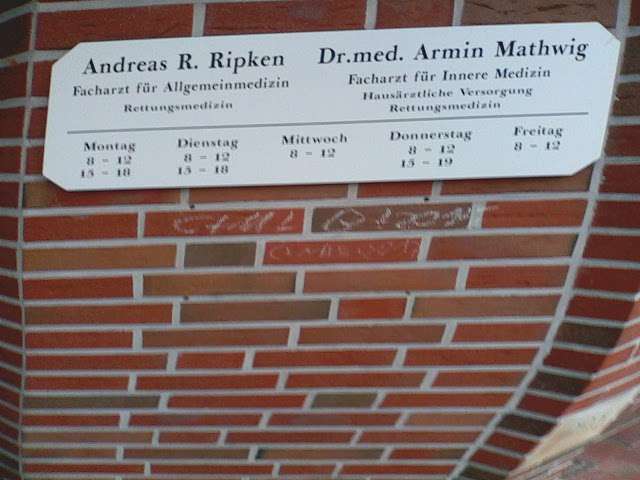 Andreas R. Ripken
Facharzt für Allgemeinmedizin
Rettungsmedizin
Dr.med. Armin Mathwig
Facharzt für Innere Medizin
Hausärztliche Versorgung
Rettungsmedizin
Montag
8 - 12
15 - 18
Dienstag
8 - 12
15 - 18
Mittwoch
8 - 12
Donnerstag
8 - 12
15 - 19
Freitag
8 - 12